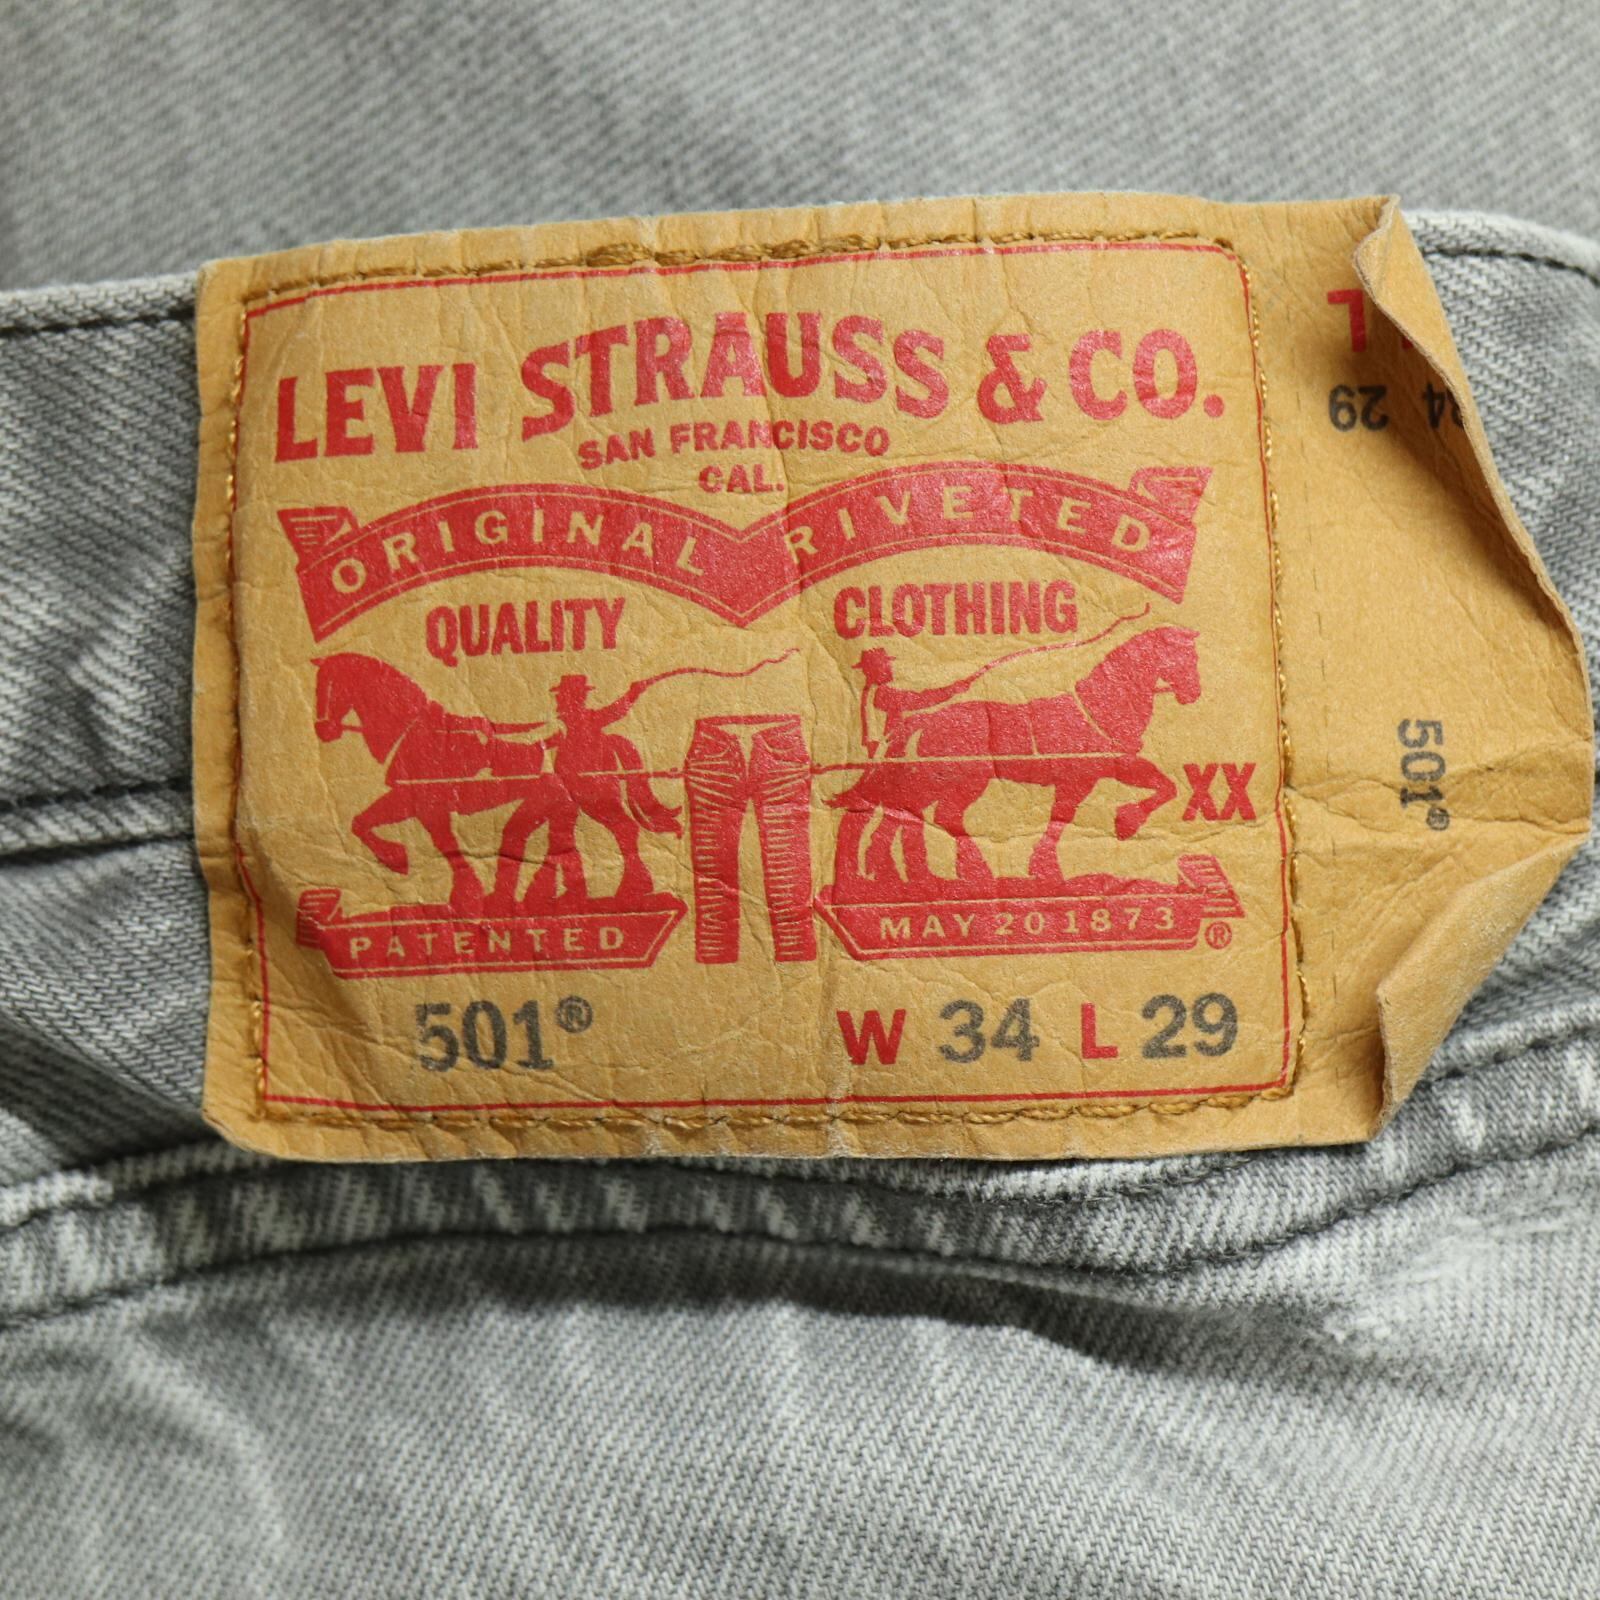 LEVI STRAUSS & CO.
SAN FRANCISCO
CAL.
ORIGINAL RIVETED
QUALITY CLOTHING
XX
PATENTED MAY 20 1873 ®
501® W 34 L 29
L
34 29
501®